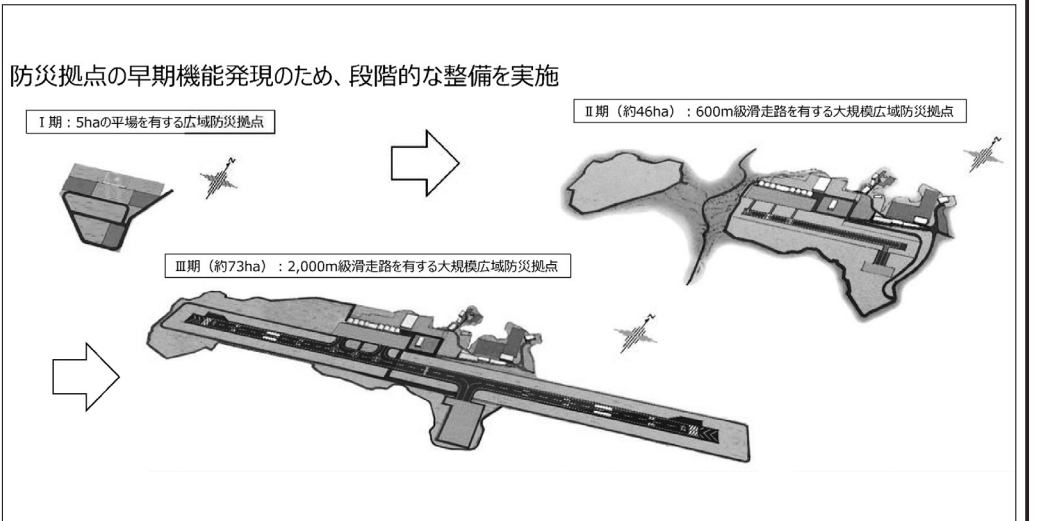 防災拠点の早期機能発現のため、段階的な整備を実施
Ⅰ期：5haの平場を有する広域防災拠点
Ⅱ期（約46ha）：600m級滑走路を有する大規模広域防災拠点
N
N
Ⅲ期（約73ha）：2,000m級滑走路を有する大規模広域防災拠点
N